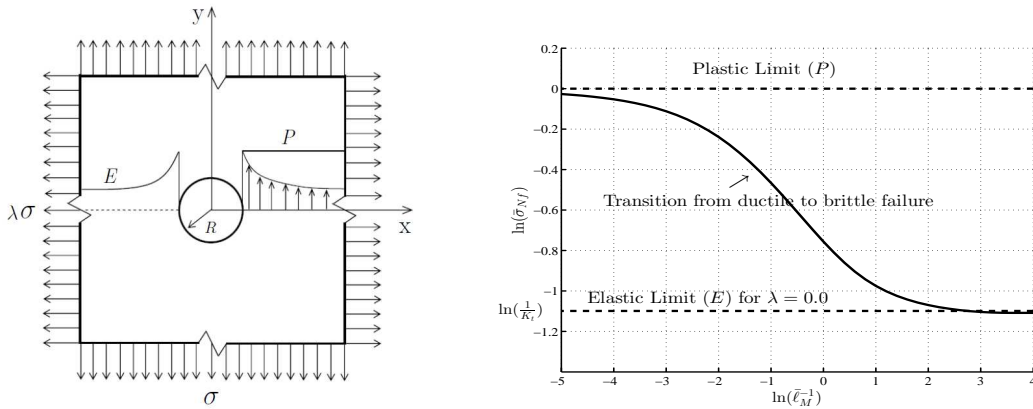 y
E
P
λσ
R
x
σ
0.2
Plastic Limit (P)
0
−0.2
−0.4
Transition from ductile to brittle failure
−0.6
ln(σ̄_{Nf})
−0.8
−1
Elastic Limit (E) for λ = 0.0
ln(\frac{1}{K_t})
−1.2
−5 −4 −3 −2 −1 0 1 2 3 4
ln(ℓ̄_M^{-1})